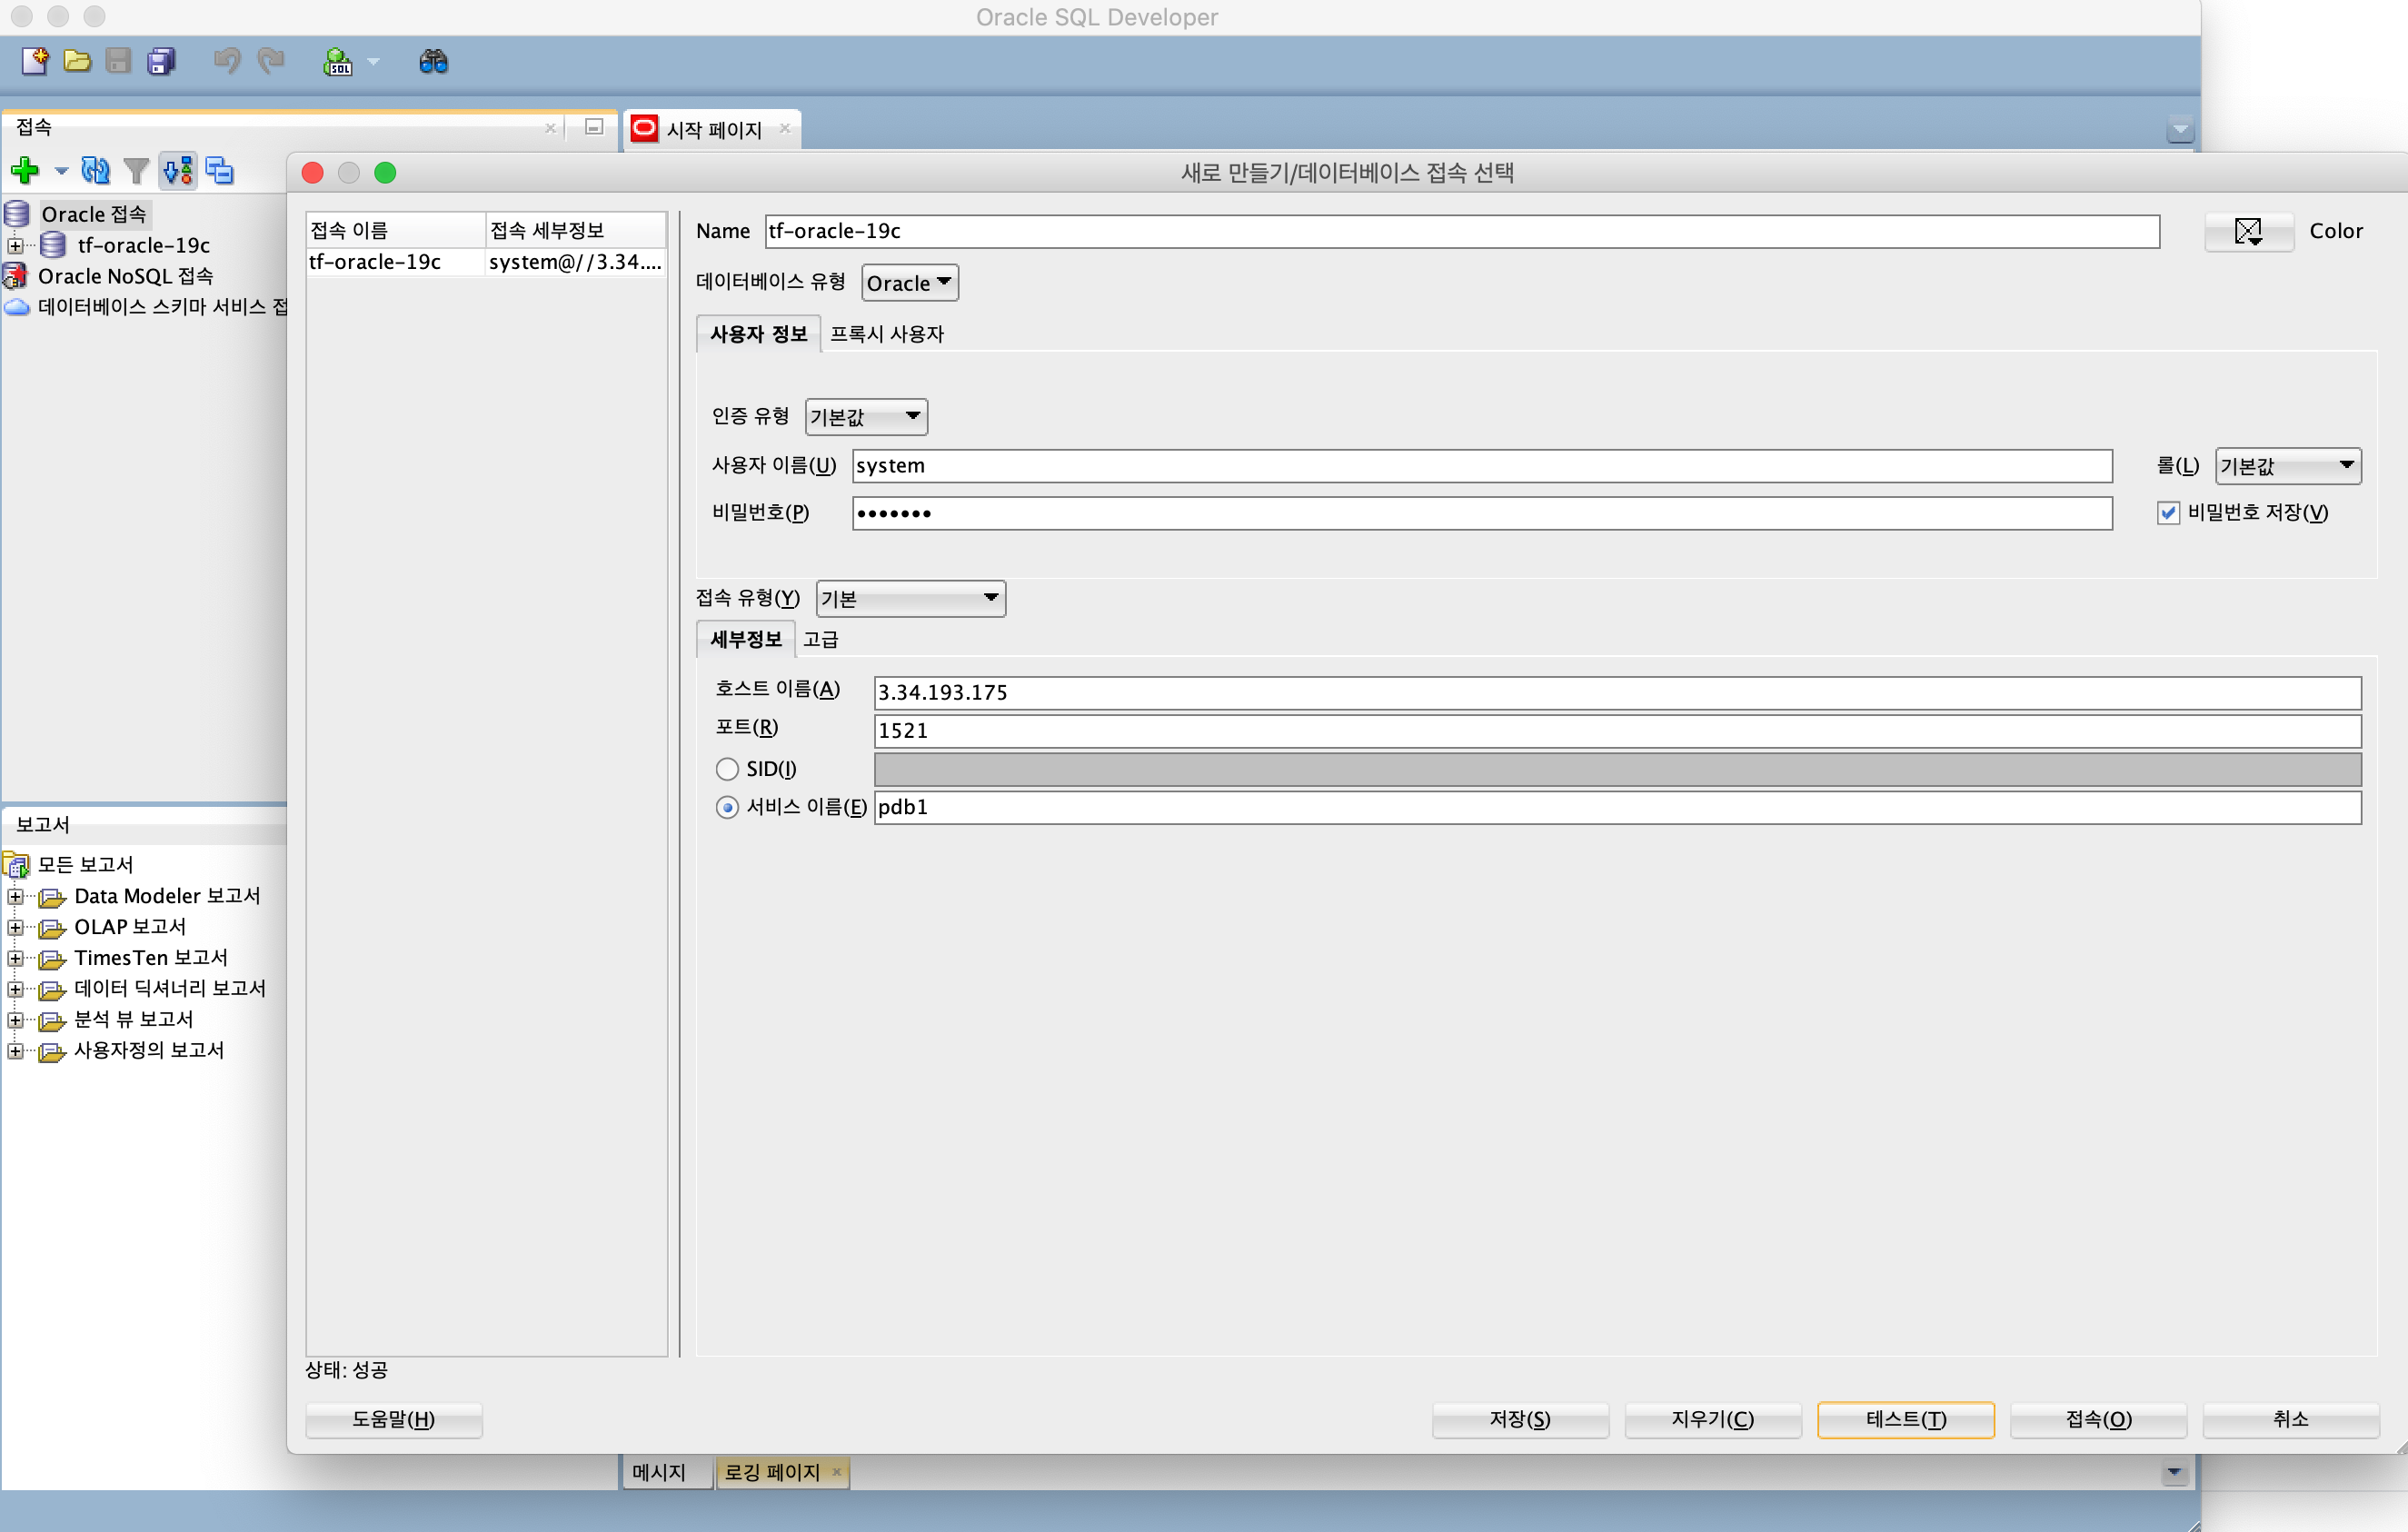 Oracle SQL Developer
SQL
접속
시작 페이지
Oracle 접속
tf-oracle-19c
Oracle NoSQL 접속
데이터베이스 스키마 서비스 접
보고서
모든 보고서
Data Modeler 보고서
OLAP 보고서
TimesTen 보고서
데이터 딕셔너리 보고서
분석 뷰 보고서
사용자정의 보고서
새로 만들기/데이터베이스 접속 선택
접속 이름 접속 세부정보
tf-oracle-19c system@//3.34....
Name tf-oracle-19c Color
데이터베이스 유형 Oracle
사용자 정보 프록시 사용자
인증 유형 기본값
사용자 이름(U) system 롤(L) 기본값
비밀번호(P) ••••••• 비밀번호 저장(V)
접속 유형(Y) 기본
세부정보 고급
호스트 이름(A) 3.34.193.175
포트(R) 1521
SID(I)
서비스 이름(E) pdb1
상태: 성공
도움말(H) 저장(S) 지우기(C) 테스트(T) 접속(O) 취소
메시지 로깅 페이지